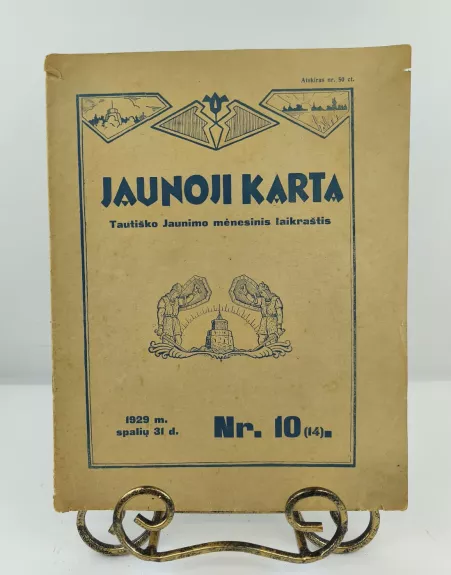 Atskiras nr. 50 ct.
JAUNOJI KARTA
Tautiško Jaunimo mėnesinis laikraštis
1929 m.
spalių 31 d.
Nr. 10 (14).